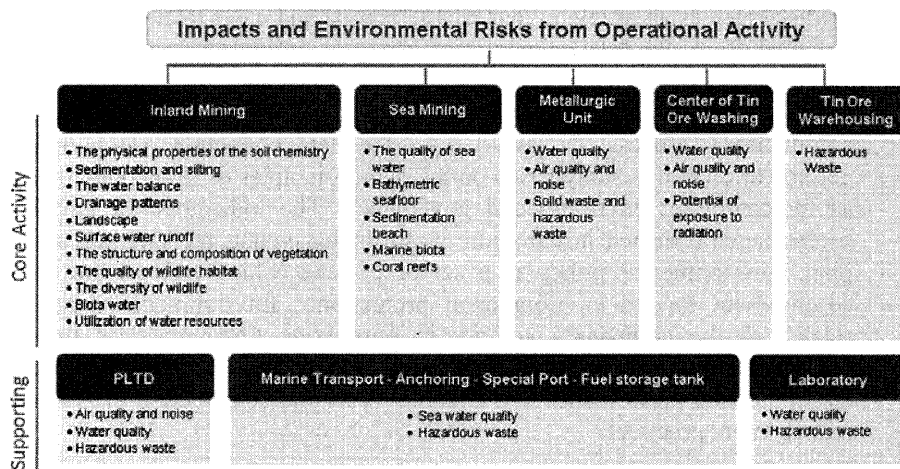 Impacts and Environmental Risks from Operational Activity
Core Activity
Inland Mining
• The physical properties of the soil chemistry
• Sedimentation and silting
• The water balance
• Drainage patterns
• Landscape
• Surface water runoff
• The structure and composition of vegetation
• The quality of wildlife habitat
• The diversity of wildlife
• Biota water
• Utilization of water resources
Sea Mining
• The quality of sea
water
• Bathymetric
seafloor
• Sedimentation
beach
• Marine biota
• Coral reefs
Metallurgic
Unit
• Water quality
• Air quality and
noise
• Solid waste and
hazardous
waste
Center of Tin
Ore Washing
• Water quality
• Air quality and
noise
• Potential of
exposure to
radiation
Tin Ore
Warehousing
• Hazardous
Waste
Supporting
PLTD
• Air quality and noise
• Water quality
• Hazardous waste
Marine Transport - Anchoring - Special Port - Fuel storage tank
• Sea water quality
• Hazardous waste
Laboratory
• Water quality
• Hazardous waste